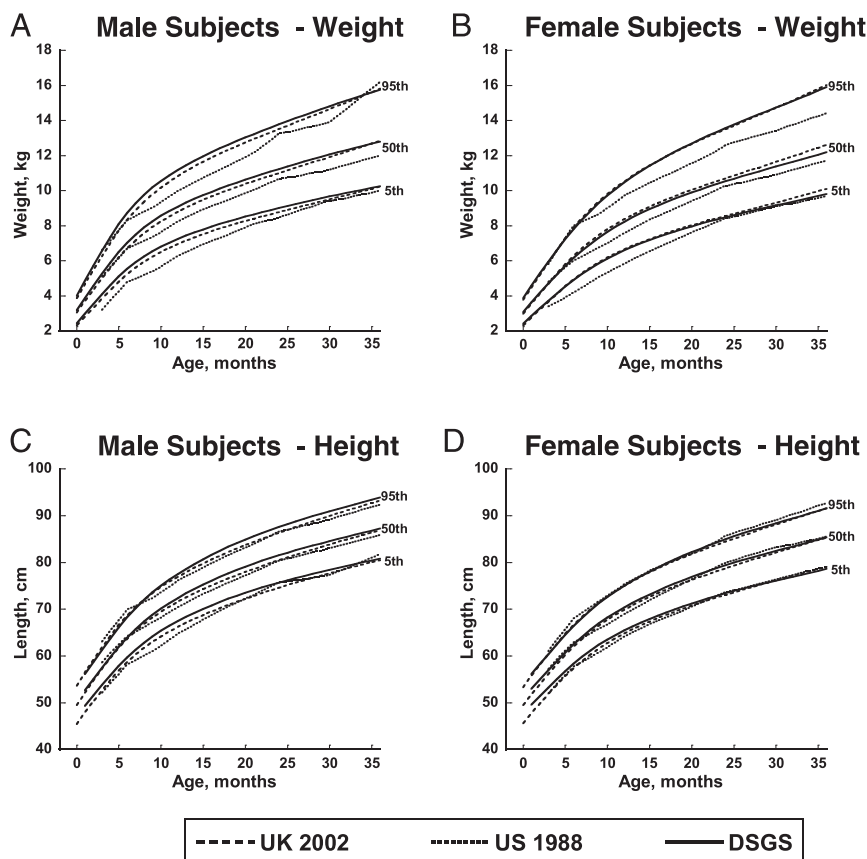 A Male Subjects - Weight
Weight, kg
18
16
14
12
10
8
6
4
2
95th
50th
5th
0 5 10 15 20 25 30 35
Age, months
B Female Subjects - Weight
Weight, kg
18
16
14
12
10
8
6
4
2
95th
50th
5th
0 5 10 15 20 25 30 35
Age, months
C Male Subjects - Height
Length, cm
100
90
80
70
60
50
40
95th
50th
5th
0 5 10 15 20 25 30 35
Age, months
D Female Subjects - Height
Length, cm
100
90
80
70
60
50
40
95th
50th
5th
0 5 10 15 20 25 30 35
Age, months
UK 2002 US 1988 DSGS